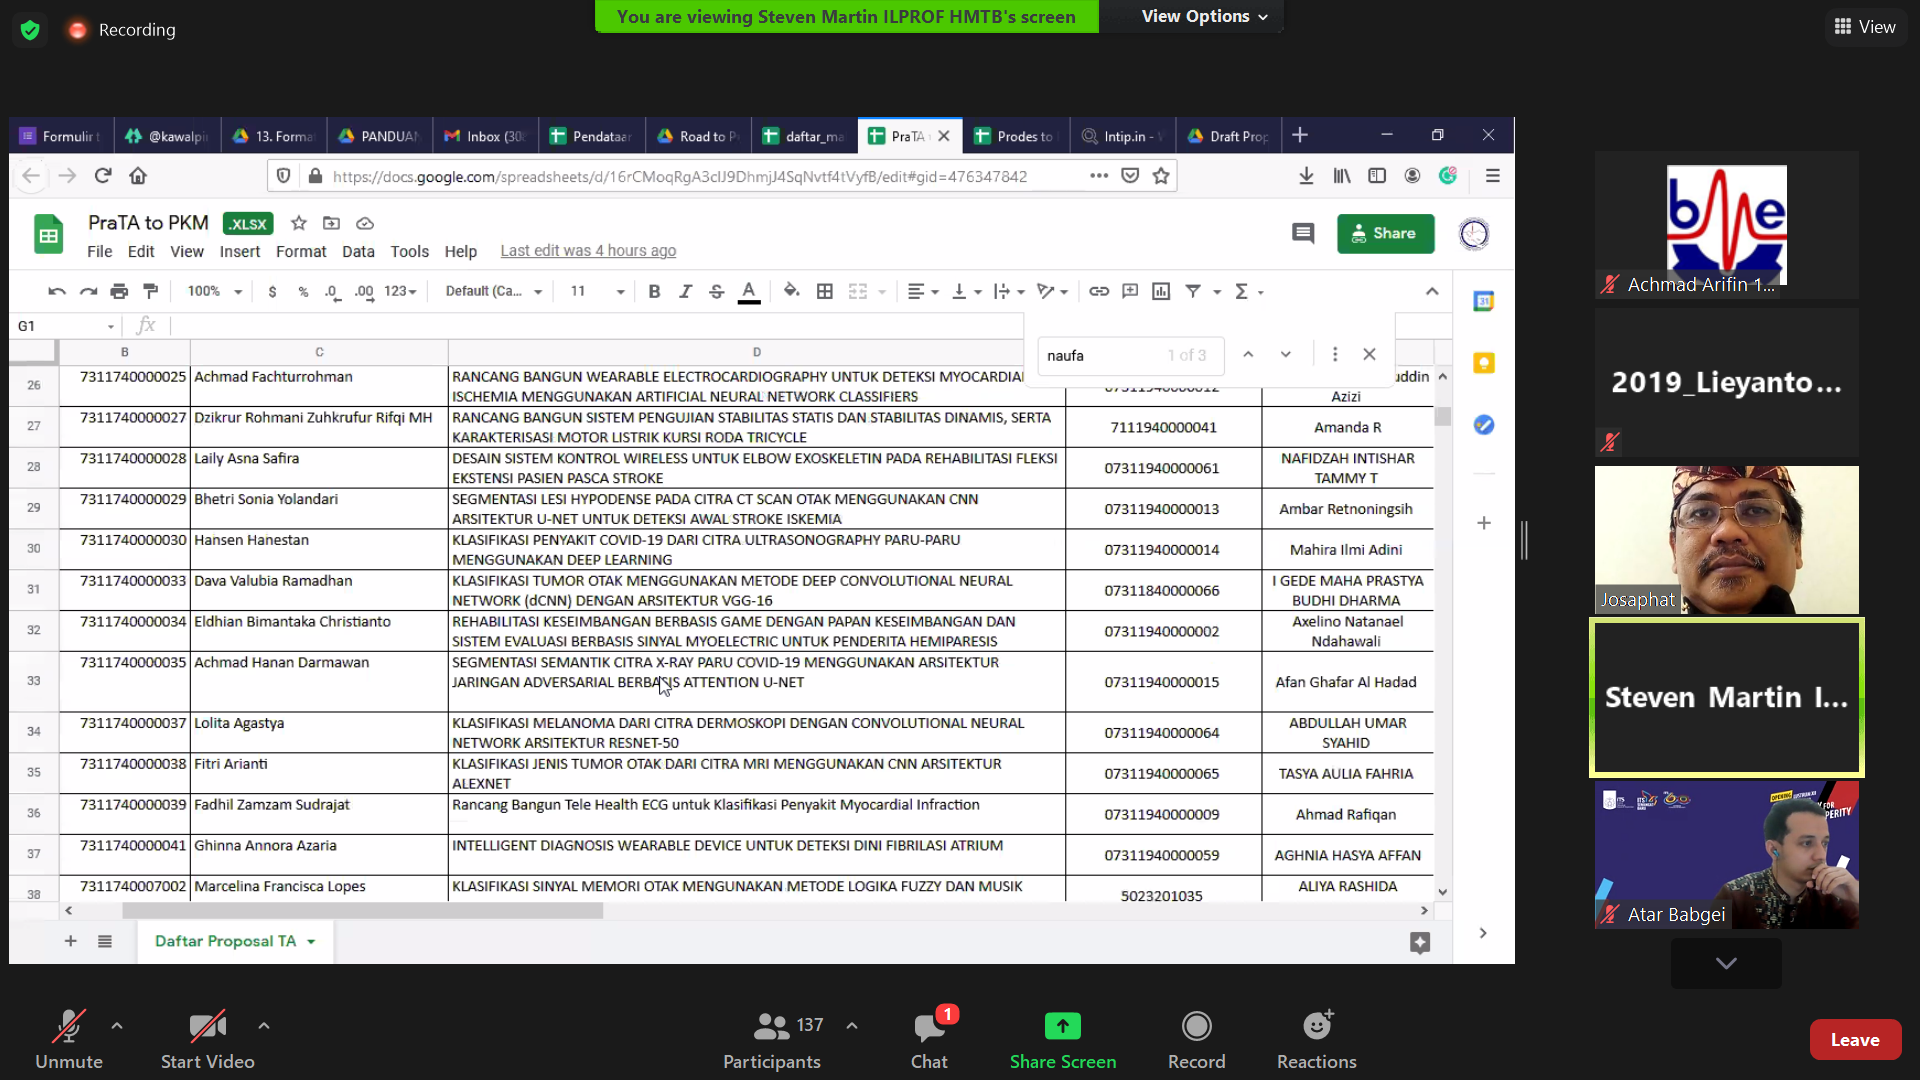 Recording
You are viewing Steven Martin ILPROF HMTB's screen
View Options
View
Formulir t
@kawalpi
13. Forma
PANDUAN
Inbox (30
Pendataar
Road to P
daftar_ma
PraTA
Prodes to
Intip.in -
Draft Prop
https://docs.google.com/spreadsheets/d/16rCMoqRgA3cIJ9DhmjJ4SqNvtf4tVyfB/edit#gid=476347842
PraTA to PKM
.XLSX
Share
File Edit View Insert Format Data Tools Help Last edit was 4 hours ago
100% $ % .0 .00 123 Default (Ca... 11 B I S A
G1 fx
naufa 1 of 3
B C D
26 7311740000025 Achmad Fachturrohman RANCANG BANGUN WEARABLE ELECTROCARDIOGRAPHY UNTUK DETEKSI MYOCARDIA uddin
ISCHEMIA MENGGUNAKAN ARTIFICIAL NEURAL NETWORK CLASSIFIERS 07311940000012 Azizi
27 7311740000027 Dzikrur Rohmani Zuhkrufur Rifqi MH RANCANG BANGUN SISTEM PENGUJIAN STABILITAS STATIS DAN STABILITAS DINAMIS, SERTA
KARAKTERISASI MOTOR LISTRIK KURSI RODA TRICYCLE 7111940000041 Amanda R
28 7311740000028 Laily Asna Safira DESAIN SISTEM KONTROL WIRELESS UNTUK ELBOW EXOSKELETIN PADA REHABILITASI FLEKSI 07311940000061 NAFIDZAH INTISHAR
EKSTENSI PASIEN PASCA STROKE TAMMY T
29 7311740000029 Bhetri Sonia Yolandari SEGMENTASI LESI HYPODENSE PADA CITRA CT SCAN OTAK MENGGUNAKAN CNN
ARSITEKTUR U-NET UNTUK DETEKSI AWAL STROKE ISKEMIA 07311940000013 Ambar Retnoningsih
30 7311740000030 Hansen Hanestan KLASIFIKASI PENYAKIT COVID-19 DARI CITRA ULTRASONOGRAPHY PARU-PARU
MENGGUNAKAN DEEP LEARNING 07311940000014 Mahira Ilmi Adini
31 7311740000033 Dava Valubia Ramadhan KLASIFIKASI TUMOR OTAK MENGGUNAKAN METODE DEEP CONVOLUTIONAL NEURAL 07311840000066 I GEDE MAHA PRASTYA
NETWORK (dCNN) DENGAN ARSITEKTUR VGG-16 BUDHI DHARMA
32 7311740000034 Eldhian Bimantaka Christianto REHABILITASI KESEIMBANGAN BERBASIS GAME DENGAN PAPAN KESEIMBANGAN DAN 07311940000002 Axelino Natanael
SISTEM EVALUASI BERBASIS SINYAL MYOELECTRIC UNTUK PENDERITA HEMIPARESIS Ndahawali
33 7311740000035 Achmad Hanan Darmawan SEGMENTASI SEMANTIK CITRA X-RAY PARU COVID-19 MENGGUNAKAN ARSITEKTUR
JARINGAN ADVERSARIAL BERBASIS ATTENTION U-NET 07311940000015 Afan Ghafar Al Hadad
34 7311740000037 Lolita Agastya KLASIFIKASI MELANOMA DARI CITRA DERMOSKOPI DENGAN CONVOLUTIONAL NEURAL 07311940000064 ABDULLAH UMAR
NETWORK ARSITEKTUR RESNET-50 SYAHID
35 7311740000038 Fitri Arianti KLASIFIKASI JENIS TUMOR OTAK DARI CITRA MRI MENGGUNAKAN CNN ARSITEKTUR
ALEXNET 07311940000065 TASYA AULIA FAHRIA
36 7311740000039 Fadhil Zamzam Sudrajat Rancang Bangun Tele Health ECG untuk Klasifikasi Penyakit Myocardial Infraction 07311940000009 Ahmad Rafiqan
37 7311740000041 Ghinna Annora Azaria INTELLIGENT DIAGNOSIS WEARABLE DEVICE UNTUK DETEKSI DINI FIBRILASI ATRIUM 07311940000059 AGHNIA HASYA AFFAN
38 7311740007002 Marcelina Francisca Lopes KLASIFIKASI SINYAL MEMORI OTAK MENGUNAKAN METODE LOGIKA FUZZY DAN MUSIK 5023201035 ALIYA RASHIDA
Daftar Proposal TA
bme
Achmad Arifin 1...
2019_Lieyanto...
Josaphat
Steven Martin I...
Atar Babgei
Unmute
Start Video
137
Participants
1
Chat
Share Screen
Record
Reactions
Leave